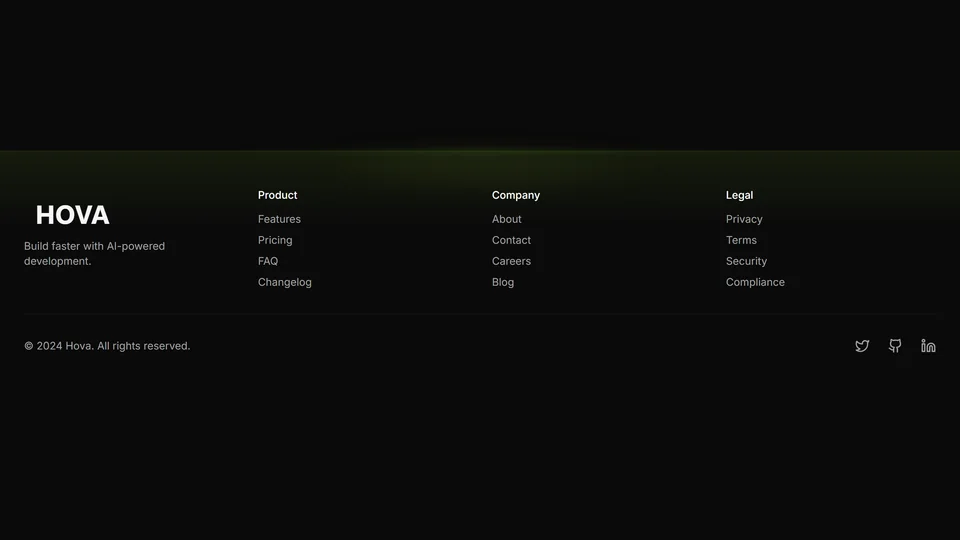 HOVA
Build faster with AI-powered
development.
Product
Features
Pricing
FAQ
Changelog
Company
About
Contact
Careers
Blog
Legal
Privacy
Terms
Security
Compliance
© 2024 Hova. All rights reserved.